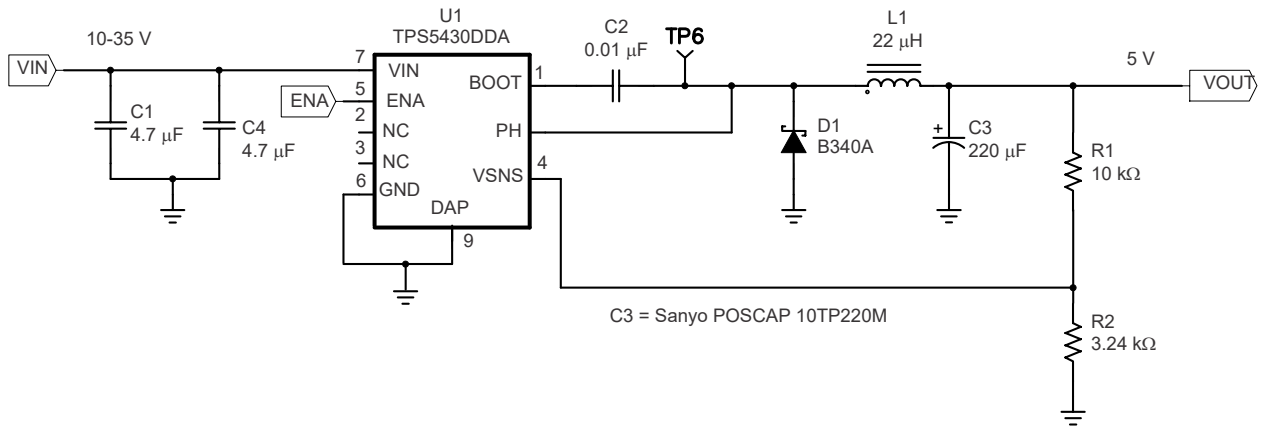 U1
TPS5430DDA
10-35 V
VIN
C1
4.7 μF
C4
4.7 μF
ENA
7
5
2
3
6
VIN
ENA
NC
NC
GND
DAP
9
BOOT
PH
VSNS
1
4
C2
0.01 μF
TP6
D1
B340A
L1
22 μH
+
C3
220 μF
5 V
VOUT
R1
10 kΩ
C3 = Sanyo POSCAP 10TP220M
R2
3.24 kΩ